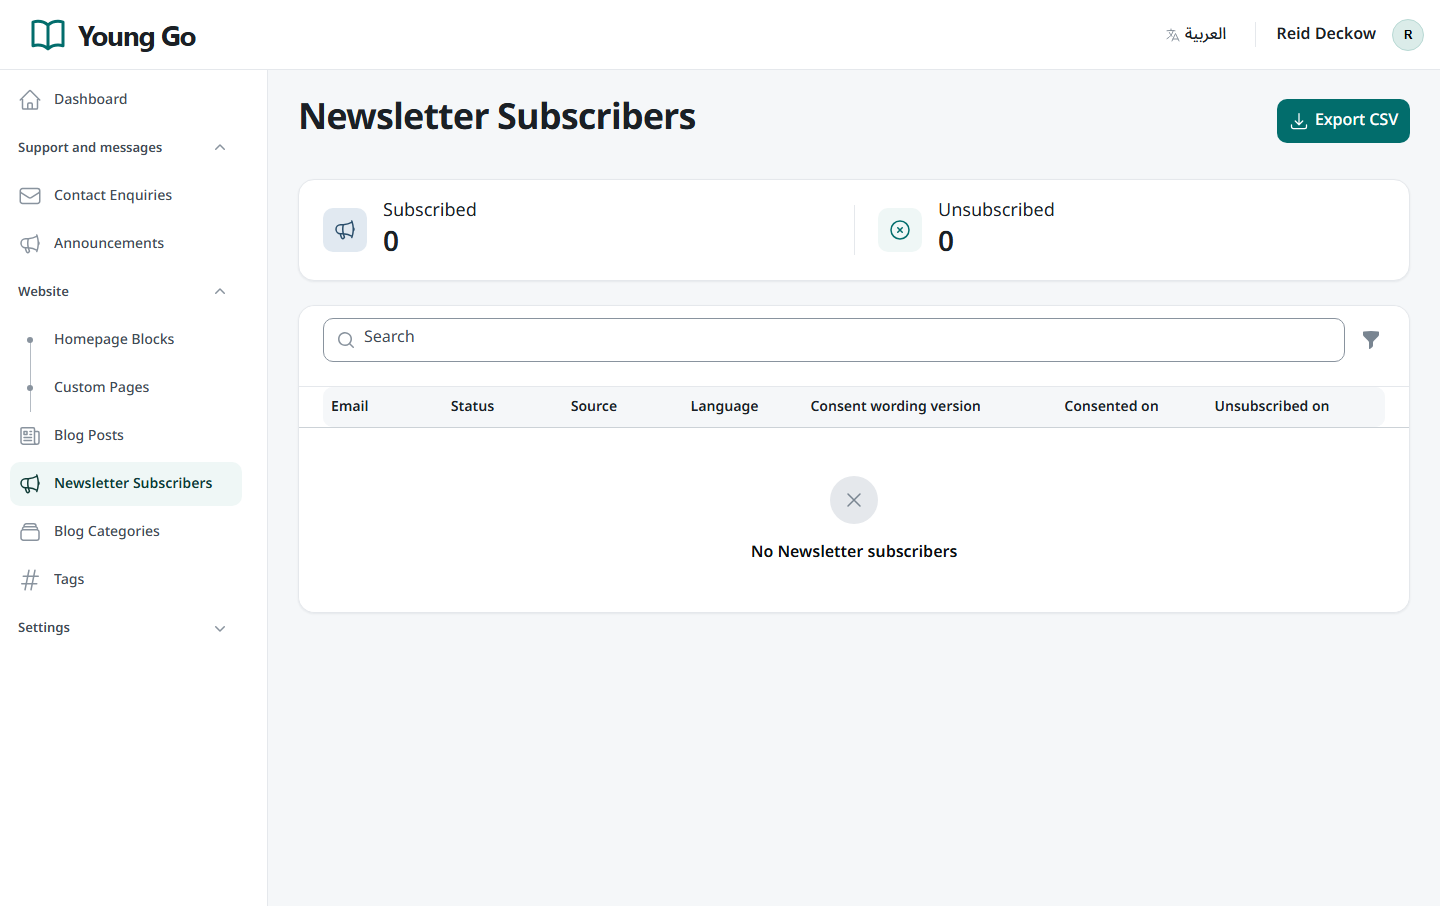 Young Go
العربية
Reid Deckow
R
Dashboard
Support and messages
Contact Enquiries
Announcements
Website
Homepage Blocks
Custom Pages
Blog Posts
Newsletter Subscribers
Blog Categories
Tags
Settings
Newsletter Subscribers
Export CSV
Subscribed
0
Unsubscribed
0
Search
Email Status Source Language Consent wording version Consented on Unsubscribed on
No Newsletter subscribers